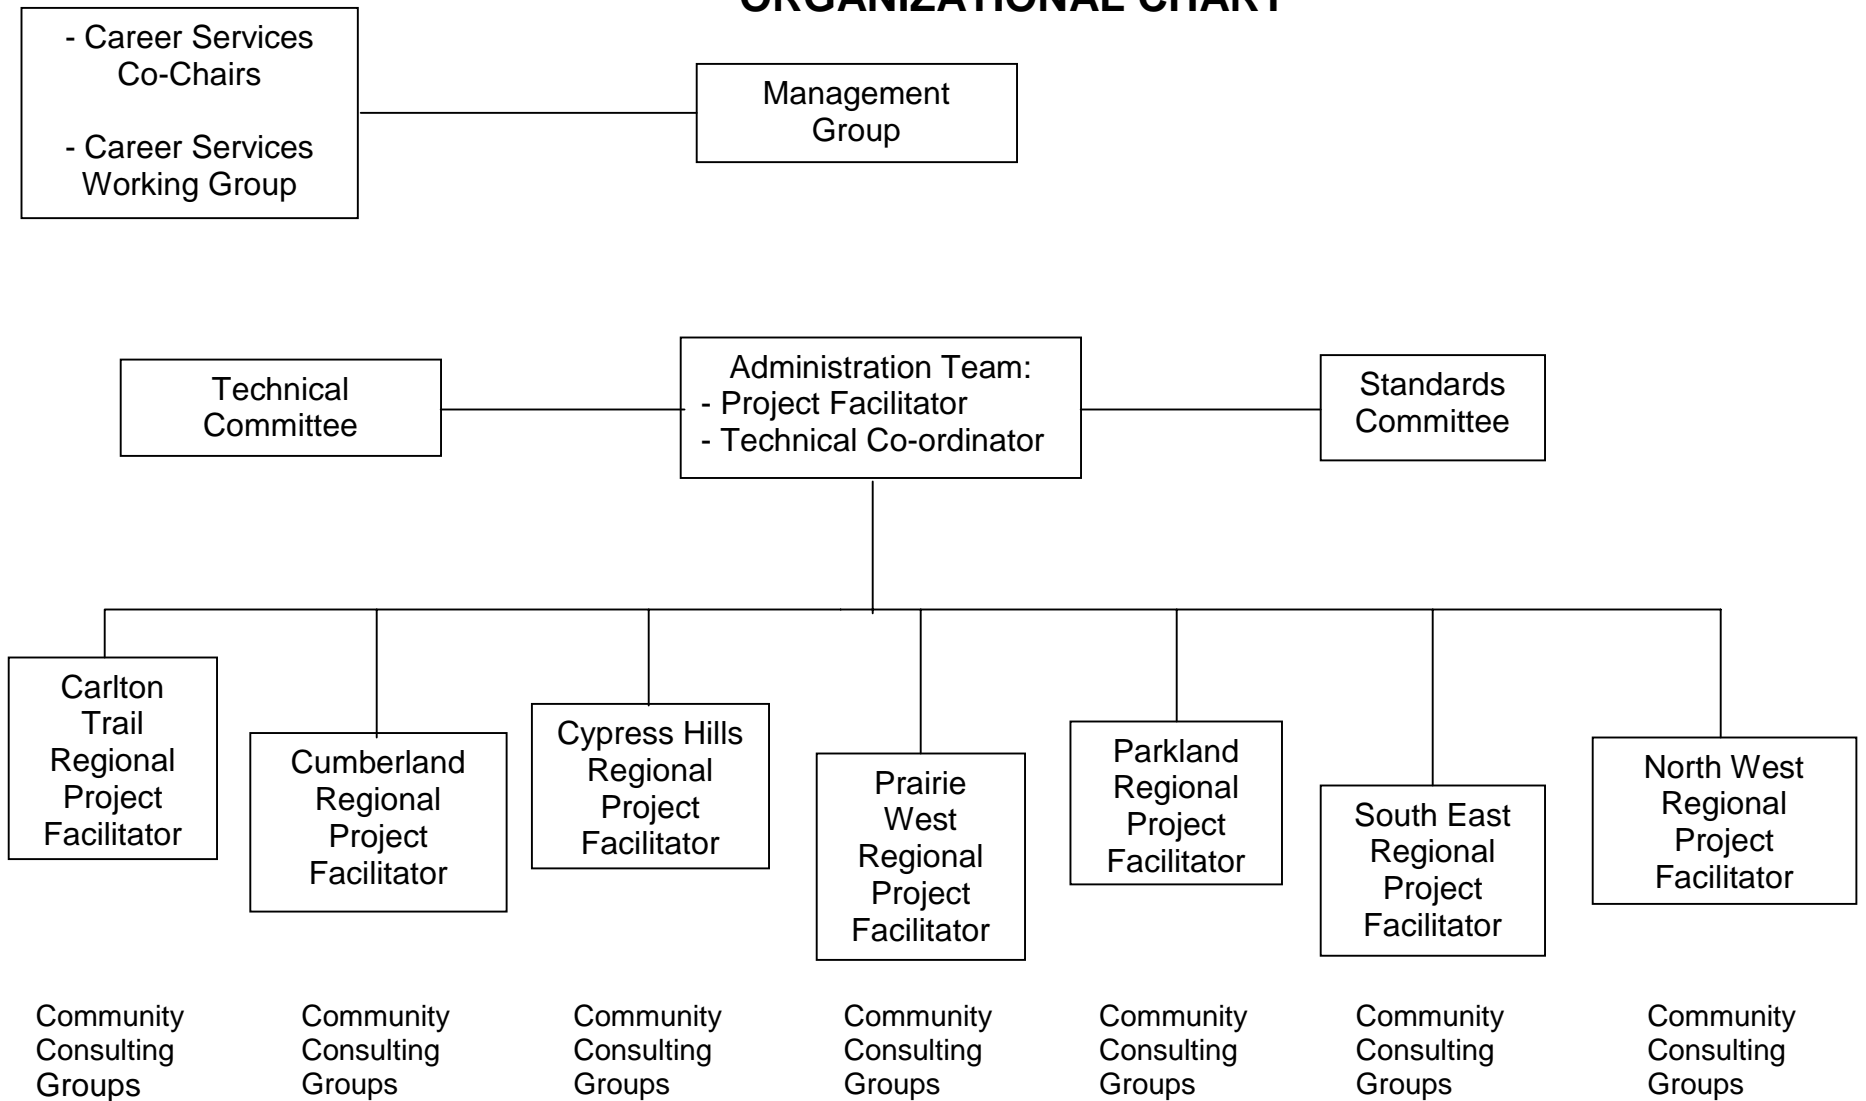 ORGANIZATIONAL CHART
- Career Services
Co-Chairs
- Career Services
Working Group
Management
Group
Technical
Committee
Administration Team:
- Project Facilitator
- Technical Co-ordinator
Standards
Committee
Carlton
Trail
Regional
Project
Facilitator
Cumberland
Regional
Project
Facilitator
Cypress Hills
Regional
Project
Facilitator
Prairie
West
Regional
Project
Facilitator
Parkland
Regional
Project
Facilitator
South East
Regional
Project
Facilitator
North West
Regional
Project
Facilitator
Community
Consulting
Groups
Community
Consulting
Groups
Community
Consulting
Groups
Community
Consulting
Groups
Community
Consulting
Groups
Community
Consulting
Groups
Community
Consulting
Groups